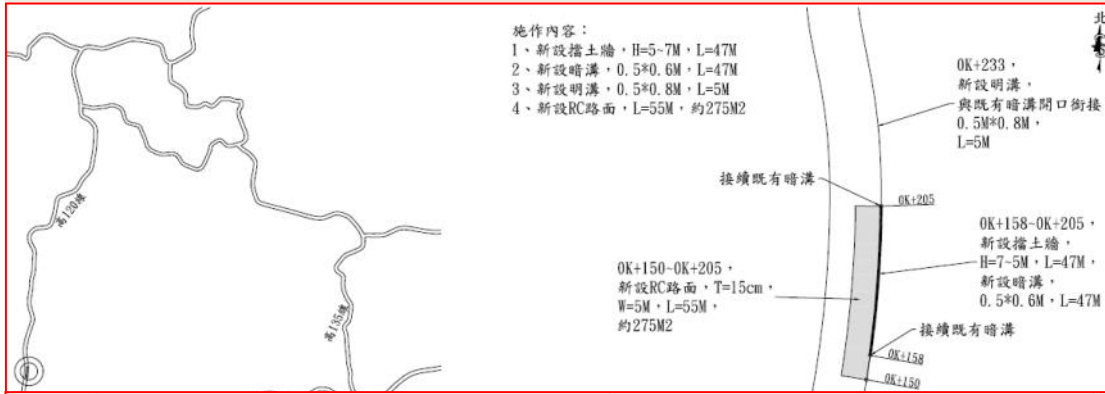 施作內容：
1、新設擋土牆，H=5~7M，L=47M
2、新設暗溝，0.5*0.6M，L=47M
3、新設明溝，0.5*0.8M，L=5M
4、新設RC路面，L=55M，約275M2
北
0K+233，
新設明溝，
與既有暗溝開口銜接
0.5M*0.8M，
L=5M
接續既有暗溝
0K+205
0K+158~0K+205，
新設擋土牆，
H=7~5M，L=47M，
新設暗溝，
0.5*0.6M，L=47M
0K+150~0K+205，
新設RC路面，T=15cm，
W=5M，L=55M，
約275M2
接續既有暗溝
0K+158
0K+150
高120線
高135線